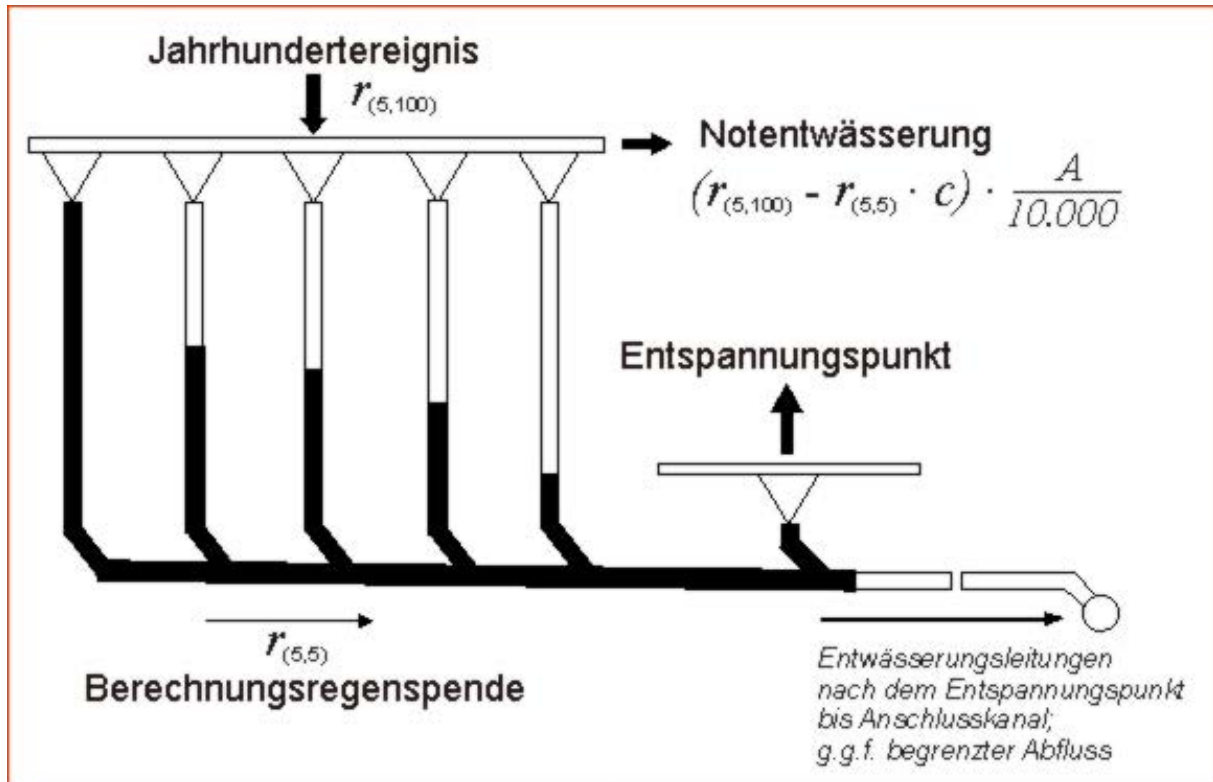 Jahrhundertereignis
r(5,100)
Notentwässerung
(r(5,100) - r(5,5) · c) · A/10.000
Entspannungspunkt
r(5,5)
Berechnungsregenspende
Entwässerungsleitungen
nach dem Entspannungspunkt
bis Anschlusskanal;
g.g.f. begrenzter Abfluss